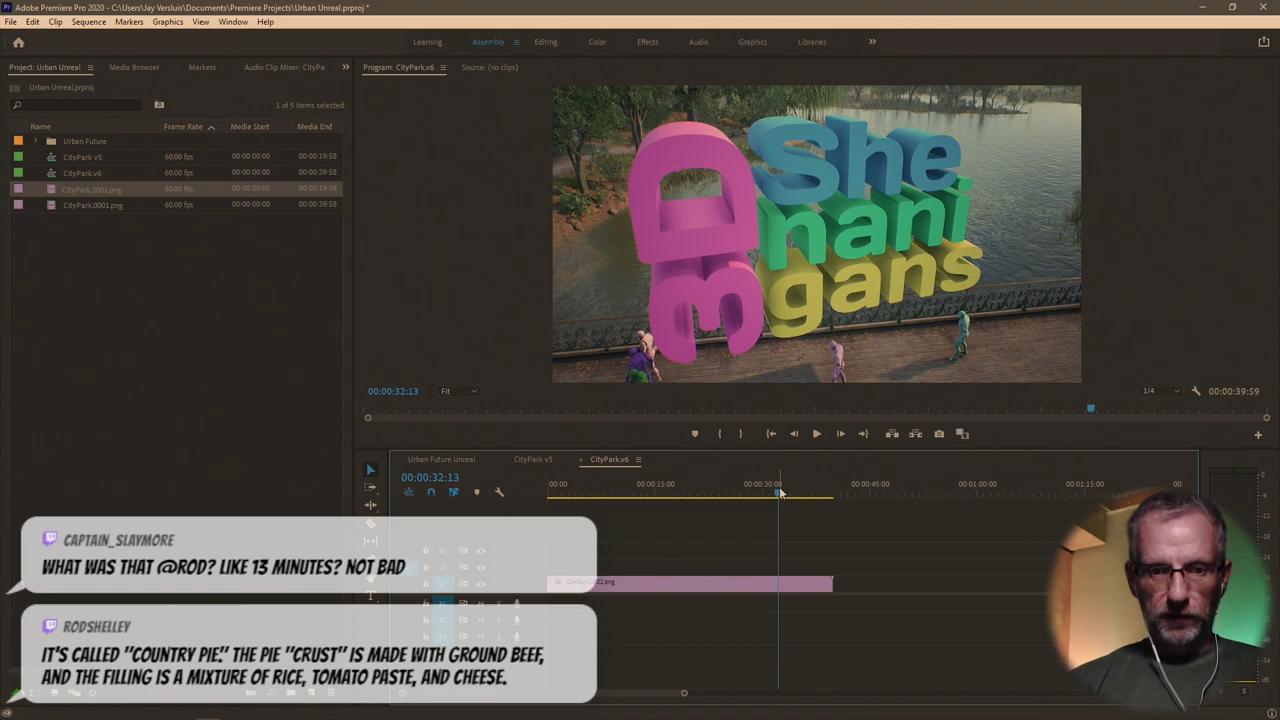 Adobe Premiere Pro 2020 - C:\Users\Jay Versluis\Documents\Premiere Projects\Urban Unreal.prproj *
File Edit Clip Sequence Markers Graphics View Window Help
Learning Assembly Editing Color Effects Audio Graphics Libraries
Project: Urban Unreal Media Browser Markers Audio Clip Mixer: CityPa
Program: CityPark.v6 Source: (no clips)
Urban Unreal.prproj
1 of 5 items selected
Name Frame Rate Media Start Media End
Urban Future
CityPark v5 60.00 fps 00:00:00:00 00:00:19:58
CityPark.v6 60.00 fps 00:00:00:00 00:00:39:58
CityPark.0001.png 60.00 fps 00:00:00:00 00:00:19:58
CityPark.0001.png 60.00 fps 00:00:00:00 00:00:39:58
3D
She
nani
gans
00:00:32:13 Fit 1/4 00:00:39:59
Urban Future Unreal CityPark v5 CityPark.v6
00:00:32:13
:00:00 00:00:15:00 00:00:30:00 00:00:45:00 00:01:00:00 00:01:15:00 00:
V3
V2
V1
A1
A2 M S
A3 M S
CAPTAIN_SLAYMORE
WHAT WAS THAT @ROD? LIKE 13 MINUTES? NOT BAD
RODSHELLEY
IT'S CALLED "COUNTRY PIE." THE PIE "CRUST" IS MADE WITH GROUND BEEF,
AND THE FILLING IS A MIXTURE OF RICE, TOMATO PASTE, AND CHEESE.